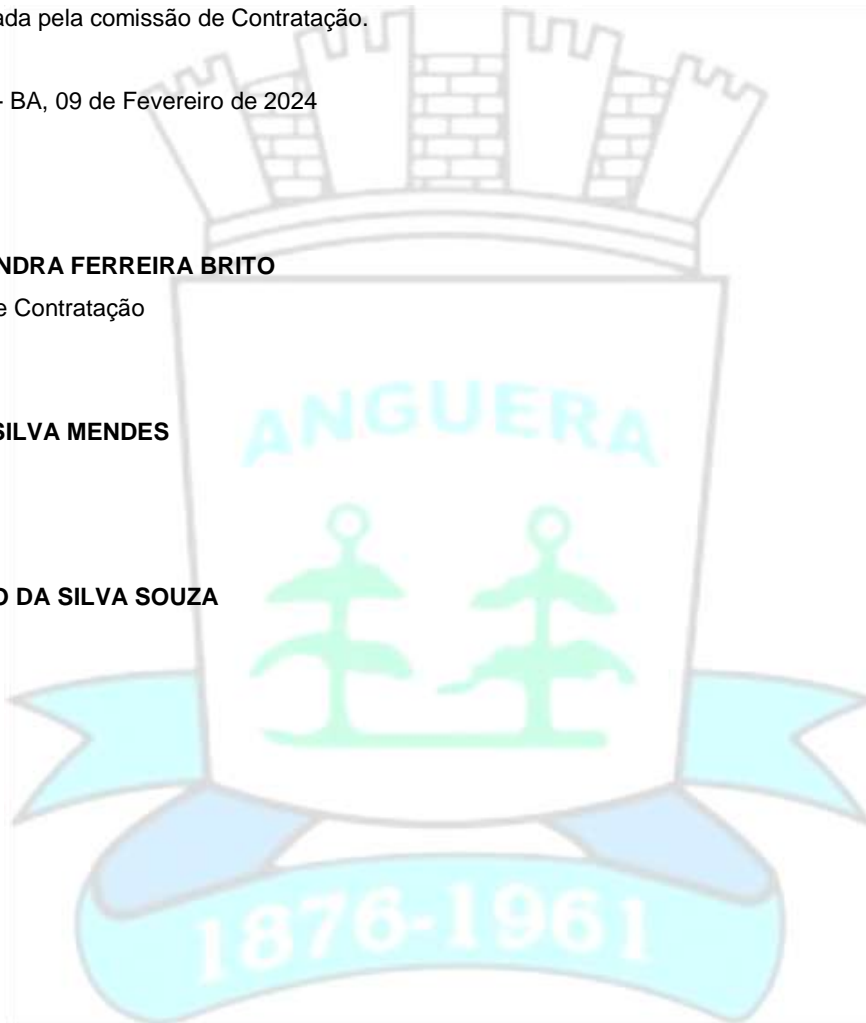 ada pela comissão de Contratação.
- BA, 09 de Fevereiro de 2024
NDRA FERREIRA BRITO
e Contratação
SILVA MENDES
ANGUERA
O DA SILVA SOUZA
1876-1961